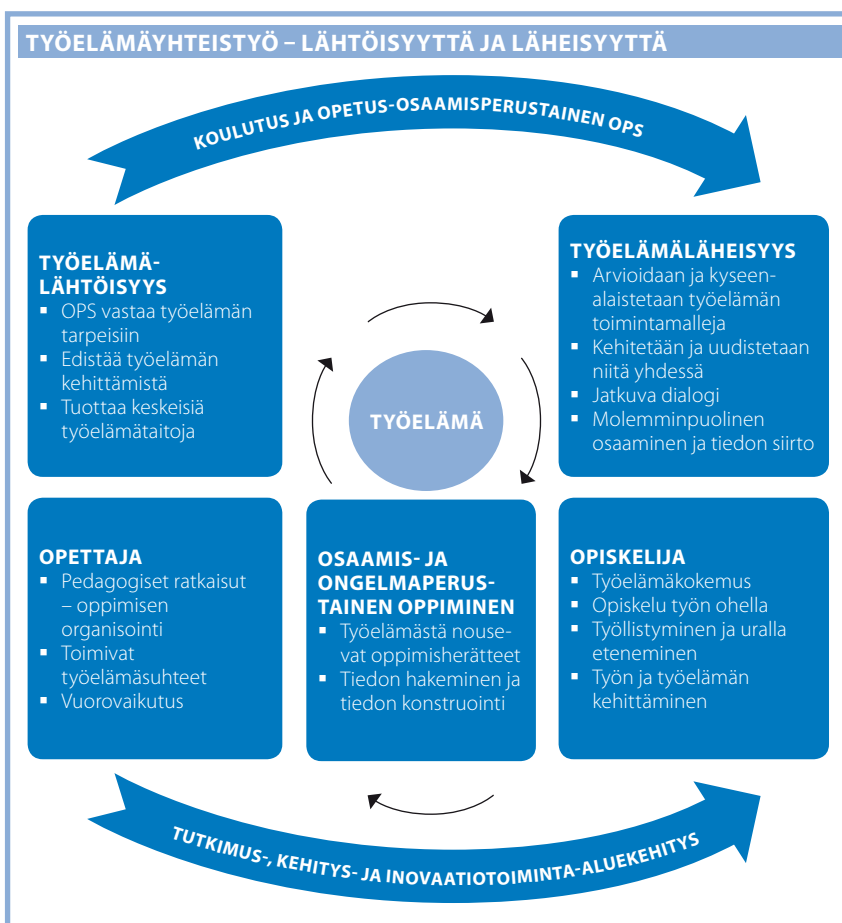 TYÖELÄMÄYHTEISTYÖ – LÄHTÖISYYTTÄ JA LÄHEISYYTTÄ
KOULUTUS JA OPETUS-OSAAMISPERUSTAINEN OPS
TYÖELÄMÄ-
LÄHTÖISYYS
▪ OPS vastaa työelämän
tarpeisiin
▪ Edistää työelämän
kehittämistä
▪ Tuottaa keskeisiä
työelämätaitoja
TYÖELÄMÄ
TYÖELÄMÄLÄHEISYYS
▪ Arvioidaan ja kyseen-
alaistetaan työelämän
toimintamalleja
▪ Kehitetään ja uudistetaan
niitä yhdessä
▪ Jatkuva dialogi
▪ Molemminpuolinen
osaaminen ja tiedon siirto
OPETTAJA
▪ Pedagogiset ratkaisut
– oppimisen
organisointi
▪ Toimivat
työelämäsuhteet
▪ Vuorovaikutus
OSAAMIS- JA
ONGELMAPERUS-
TAINEN OPPIMINEN
▪ Työelämästä nouse-
vat oppimisherätteet
▪ Tiedon hakeminen ja
tiedon konstruointi
OPISKELIJA
▪ Työelämäkokemus
▪ Opiskelu työn ohella
▪ Työllistyminen ja uralla
eteneminen
▪ Työn ja työelämän
kehittäminen
TUTKIMUS-, KEHITYS- JA INOVAATIOTOIMINTA-ALUEKEHITYS